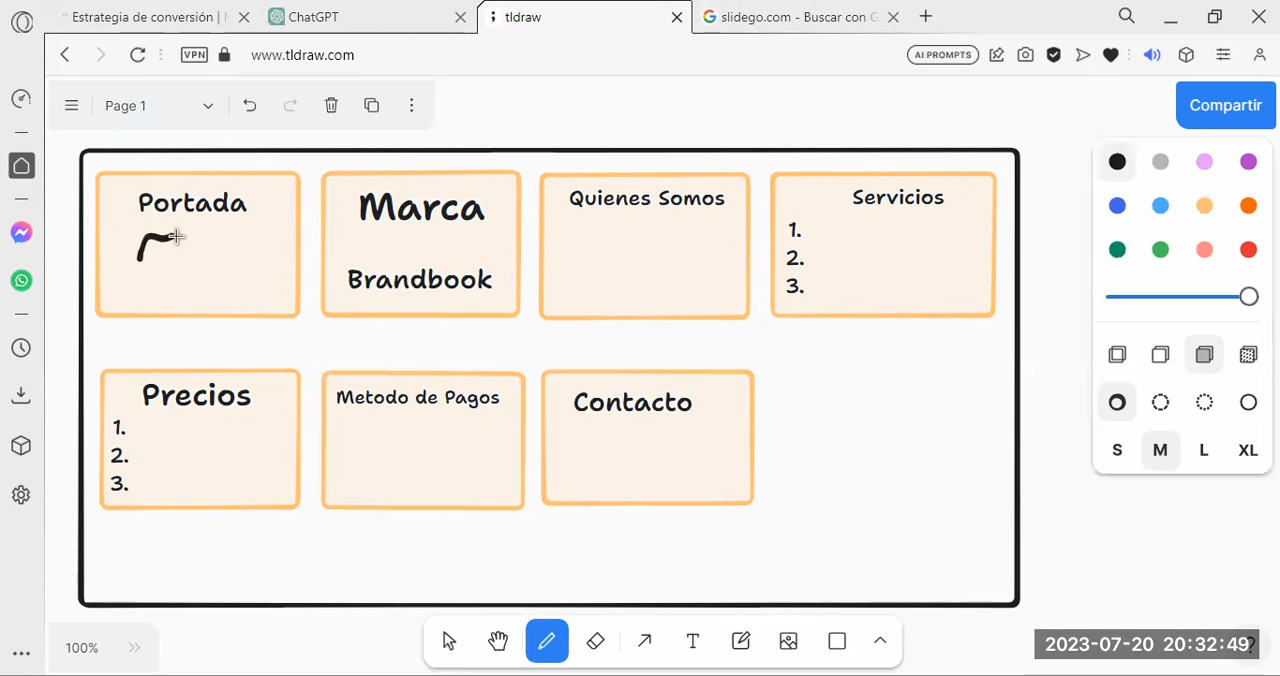 Estrategia de conversión |
ChatGPT
tldraw
slidego.com - Buscar con G
VPN
www.tldraw.com
AI PROMPTS
Page 1
Compartir
Portada
Marca
Brandbook
Quienes Somos
Servicios
1.
2.
3.
Precios
1.
2.
3.
Metodo de Pagos
Contacto
S M L XL
100%
2023-07-20 20:32:49